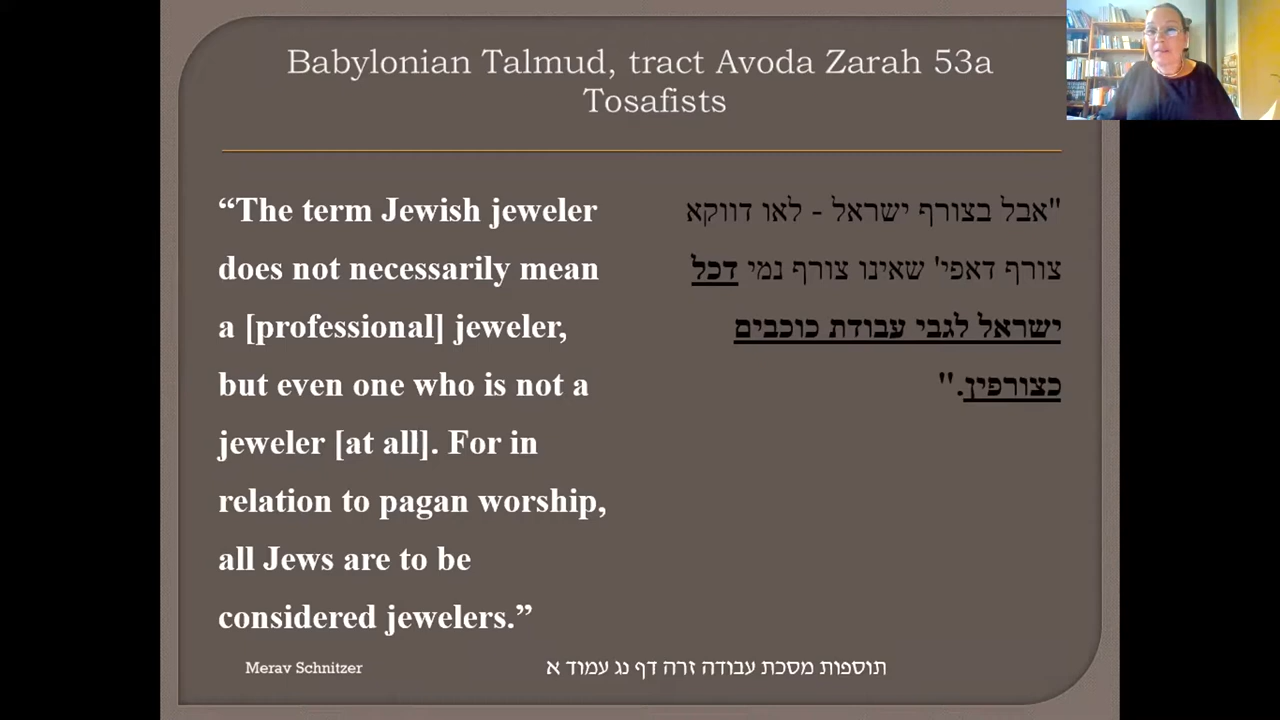 Babylonian Talmud, tract Avoda Zarah 53a
Tosafists
“The term Jewish jeweler
does not necessarily mean
a [professional] jeweler,
but even one who is not a
jeweler [at all]. For in
relation to pagan worship,
all Jews are to be
considered jewelers.”
"אבל בצורף ישראל - לאו דווקא
צורף דאפי' שאינו צורף נמי דכל
ישראל לגבי עבודת כוכבים
כצורפין."
Merav Schnitzer
תוספות מסכת עבודה זרה דף נג עמוד א